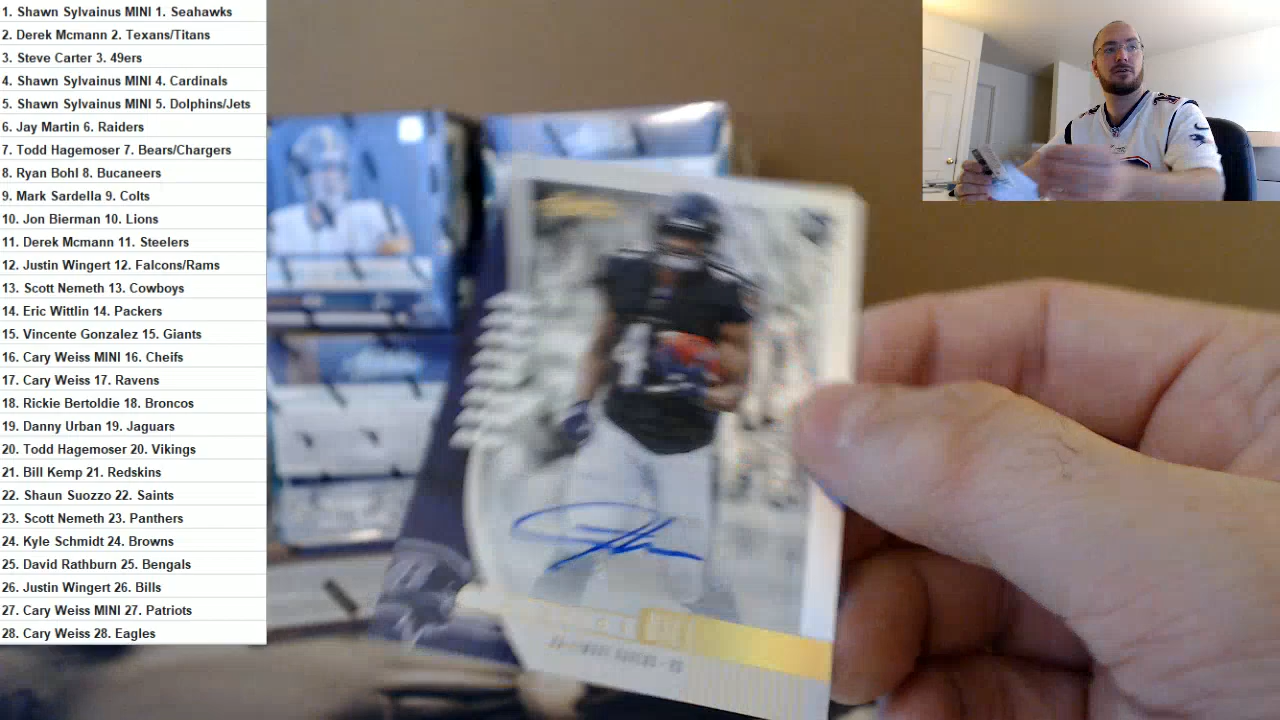 1. Shawn Sylvainus MINI 1. Seahawks
2. Derek Mcmann 2. Texans/Titans
3. Steve Carter 3. 49ers
4. Shawn Sylvainus MINI 4. Cardinals
5. Shawn Sylvainus MINI 5. Dolphins/Jets
6. Jay Martin 6. Raiders
7. Todd Hagemoser 7. Bears/Chargers
8. Ryan Bohl 8. Bucaneers
9. Mark Sardella 9. Colts
10. Jon Bierman 10. Lions
11. Derek Mcmann 11. Steelers
12. Justin Wingert 12. Falcons/Rams
13. Scott Nemeth 13. Cowboys
14. Eric Wittlin 14. Packers
15. Vincente Gonzalez 15. Giants
16. Cary Weiss MINI 16. Cheifs
17. Cary Weiss 17. Ravens
18. Rickie Bertoldie 18. Broncos
19. Danny Urban 19. Jaguars
20. Todd Hagemoser 20. Vikings
21. Bill Kemp 21. Redskins
22. Shaun Suozzo 22. Saints
23. Scott Nemeth 23. Panthers
24. Kyle Schmidt 24. Browns
25. David Rathburn 25. Bengals
26. Justin Wingert 26. Bills
27. Cary Weiss MINI 27. Patriots
28. Cary Weiss 28. Eagles